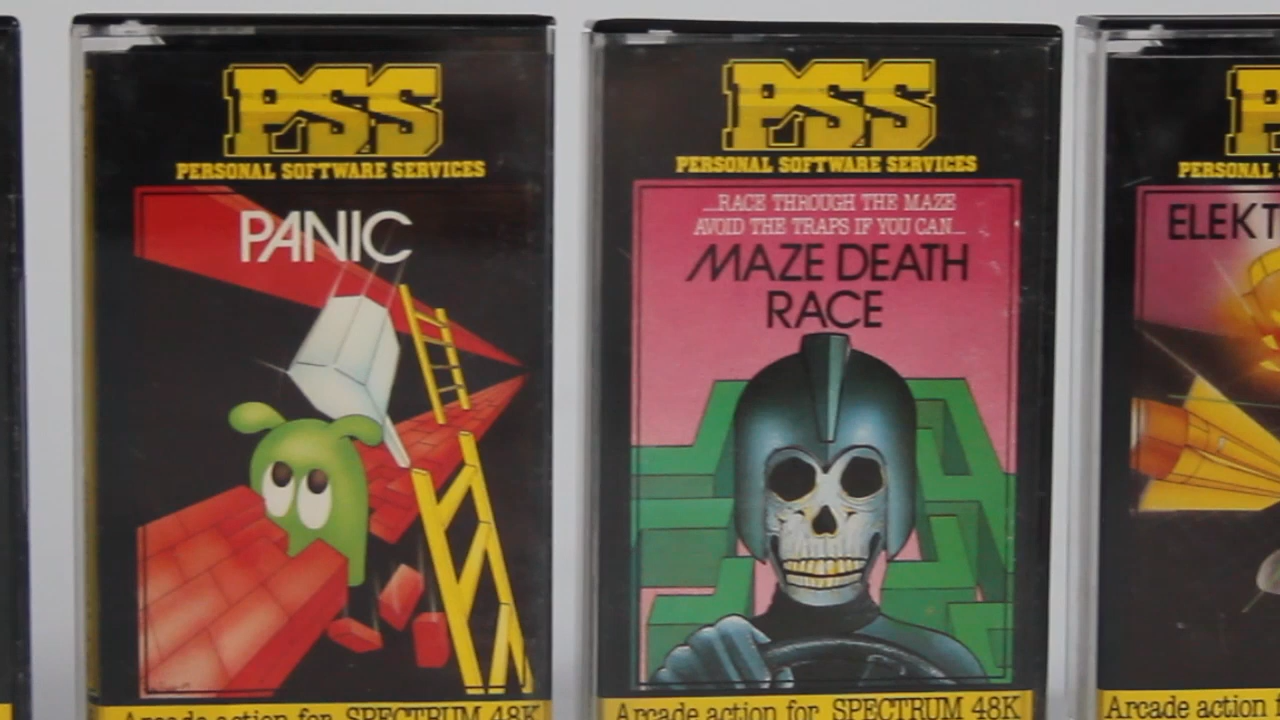 PSS
PERSONAL SOFTWARE SERVICES
PANIC
Arcade action for SPECTRUM 48K
PSS
PERSONAL SOFTWARE SERVICES
...RACE THROUGH THE MAZE
AVOID THE TRAPS IF YOU CAN...
MAZE DEATH
RACE
Arcade action for SPECTRUM 48K
PERSONAL
ELEKT
Arcade action